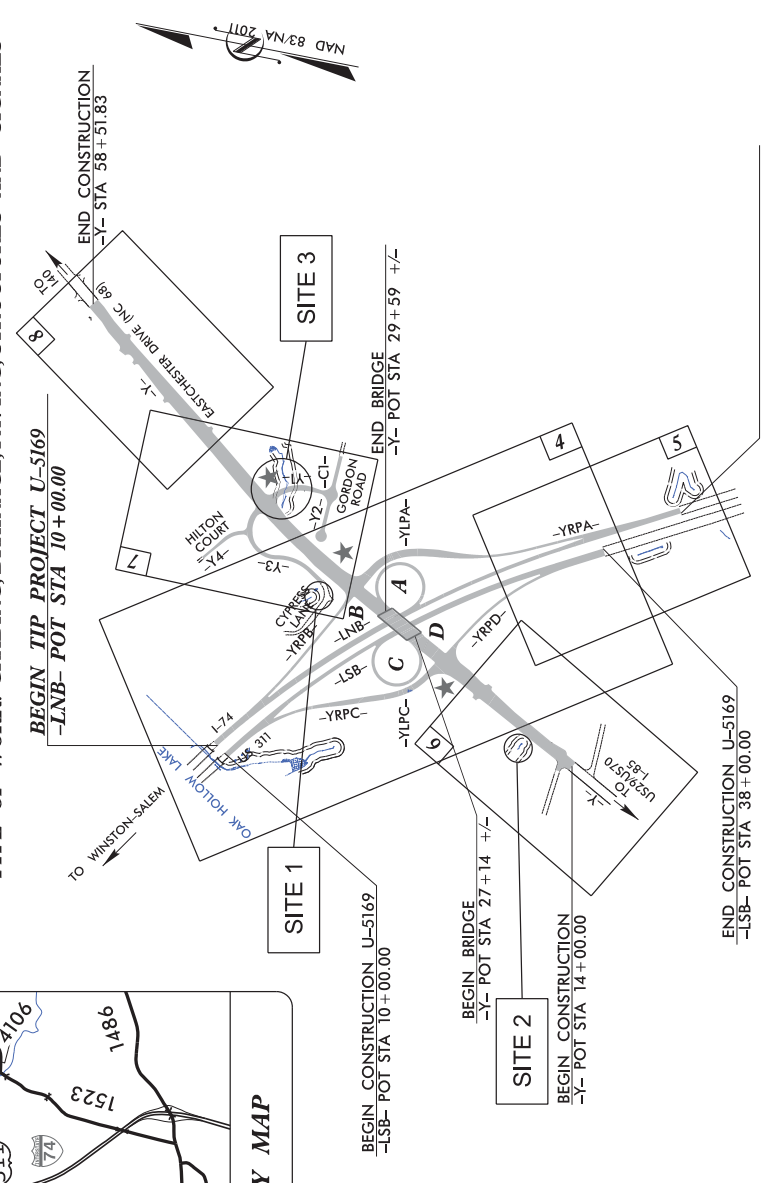 NAD 83/NA 2011
END CONSTRUCTION
-Y- STA 58+51.83
BEGIN TIP PROJECT U-5169
-LNB- POT STA 10+00.00
TO
I40
8
EASTCHESTER DRIVE (NC 68)
-Y-
SITE 3
END BRIDGE
-Y- POT STA 29+59 +/-
7
HILTON
COURT
-Y4-
-Y3-
-Y1-
-Y2-
-C1-
GORDON
ROAD
CYPRESS
LANE
4
5
-YLPA-
-YRPA-
A
B
C
D
-YRPB-
-LNB-
-LSB-
-YRPC-
-YLPC-
-YRPD-
6
I-74
US 311
OAK HOLLOW LAKE
TO WINSTON-SALEM
SITE 1
-Y-
TO
US29/US70
I-85
BEGIN CONSTRUCTION U-5169
-LSB- POT STA 10+00.00
BEGIN BRIDGE
-Y- POT STA 27+14 +/-
SITE 2
BEGIN CONSTRUCTION
-Y- POT STA 14+00.00
END CONSTRUCTION U-5169
-LSB- POT STA 38+00.00
4106
1486
1523
74
Y MAP